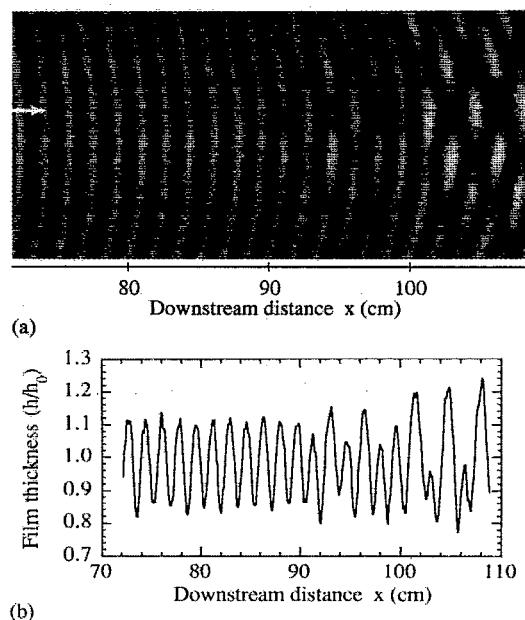 80 90 100
Downstream distance x (cm)
(a)
1.3
1.2
1.1
1.0
0.9
0.8
0.7
Film thickness (h/h₀)
70 80 90 100 110
Downstream distance x (cm)
(b)